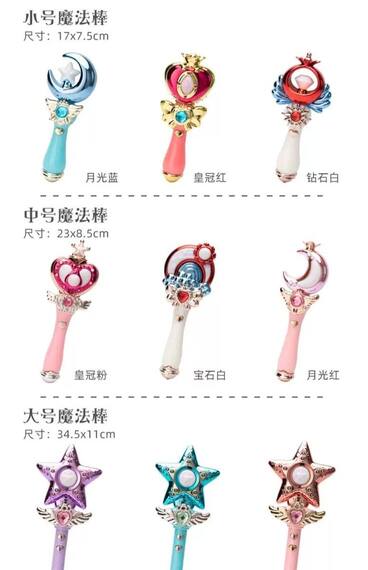 小号魔法棒
尺寸：17x7.5cm
月光蓝
皇冠红
钻石白
中号魔法棒
尺寸：23x8.5cm
皇冠粉
宝石白
月光红
大号魔法棒
尺寸：34.5x11cm